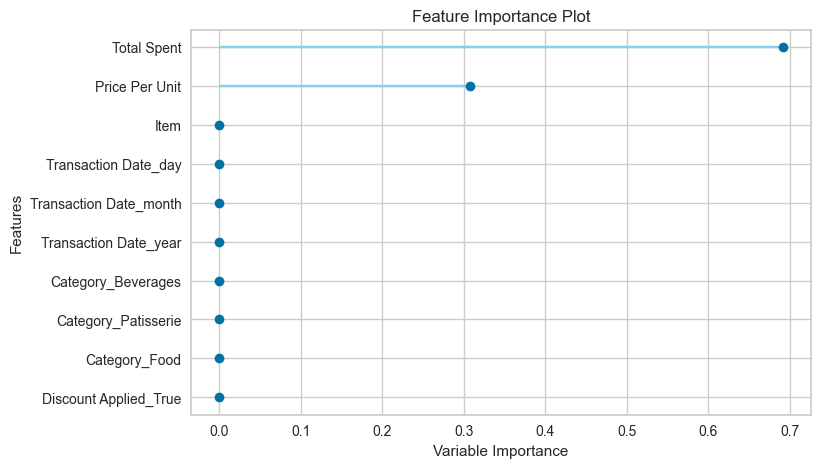 Feature Importance Plot
Features
Total Spent
Price Per Unit
Item
Transaction Date_day
Transaction Date_month
Transaction Date_year
Category_Beverages
Category_Patisserie
Category_Food
Discount Applied_True
0.0 0.1 0.2 0.3 0.4 0.5 0.6 0.7
Variable Importance